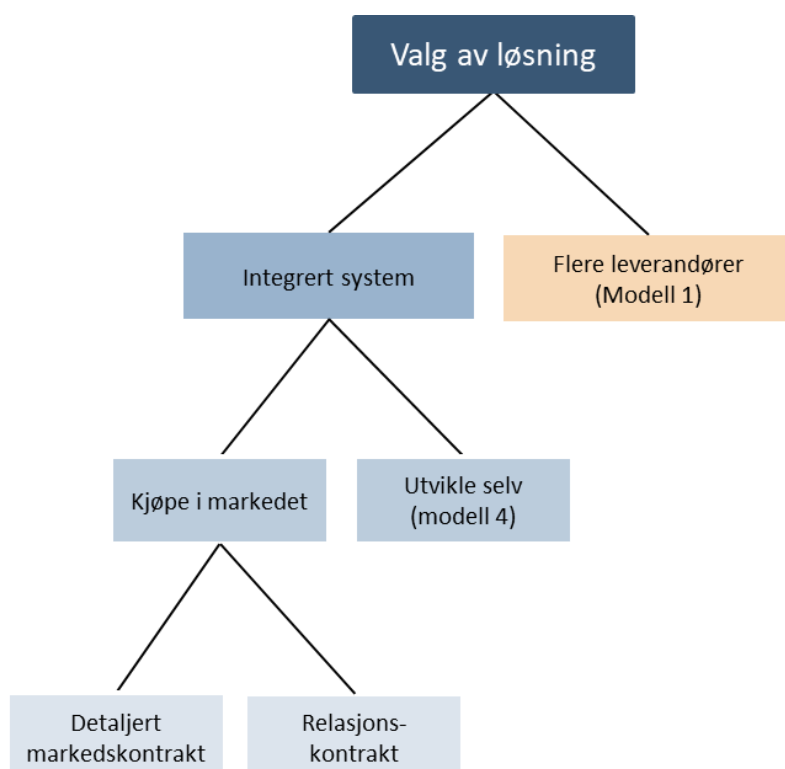 Valg av løsning
Integrert system
Flere leverandører
(Modell 1)
Kjøpe i markedet
Utvikle selv
(modell 4)
Detaljert
markedskontrakt
Relasjons-
kontrakt